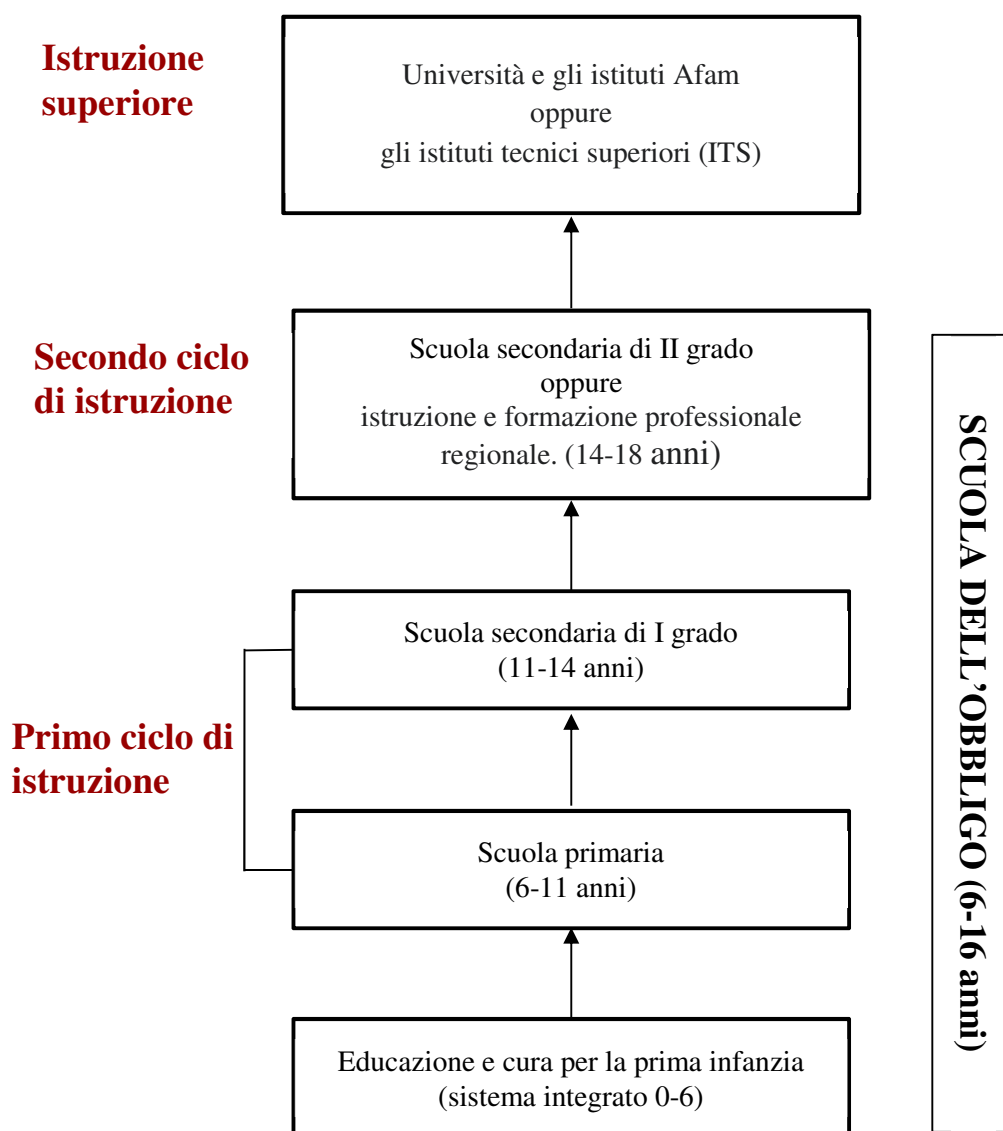 Istruzione
superiore
Università e gli istituti Afam
oppure
gli istituti tecnici superiori (ITS)
Secondo ciclo
di istruzione
Scuola secondaria di II grado
oppure
istruzione e formazione professionale
regionale. (14-18 anni)
Scuola secondaria di I grado
(11-14 anni)
Primo ciclo di
istruzione
Scuola primaria
(6-11 anni)
Educazione e cura per la prima infanzia
(sistema integrato 0-6)
SCUOLA DELL’OBBLIGO (6-16 anni)